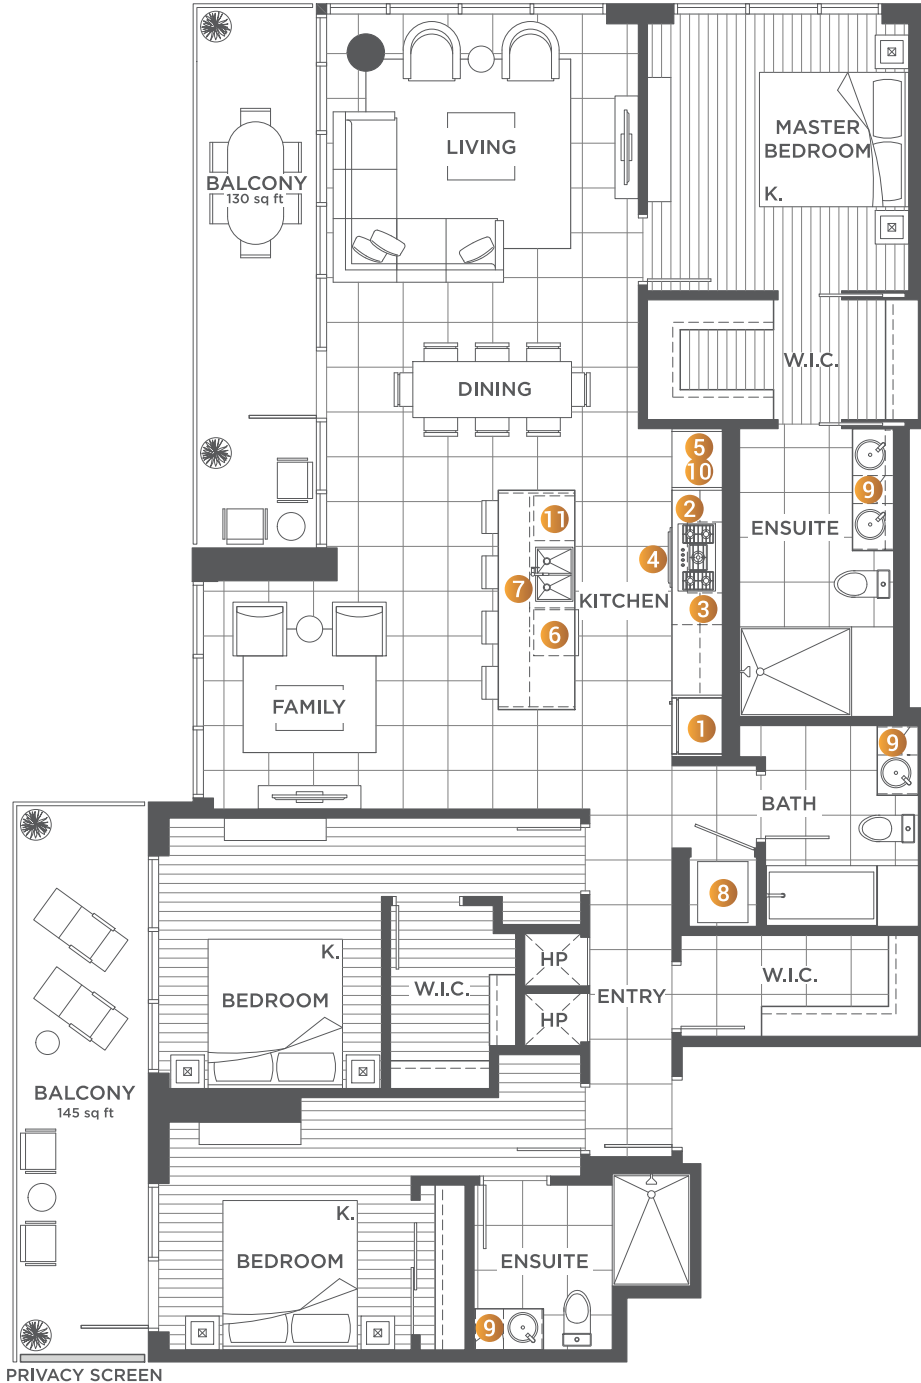 LIVING
MASTER
BEDROOM
K.
BALCONY
130 sq ft
W.I.C.
DINING
5
10
9
2
11
ENSUITE
4
7
KITCHEN
3
6
FAMILY
1
9
BATH
8
K.
HP
W.I.C.
BEDROOM
W.I.C.
ENTRY
HP
BALCONY
145 sq ft
K.
BEDROOM
ENSUITE
9
PRIVACY SCREEN